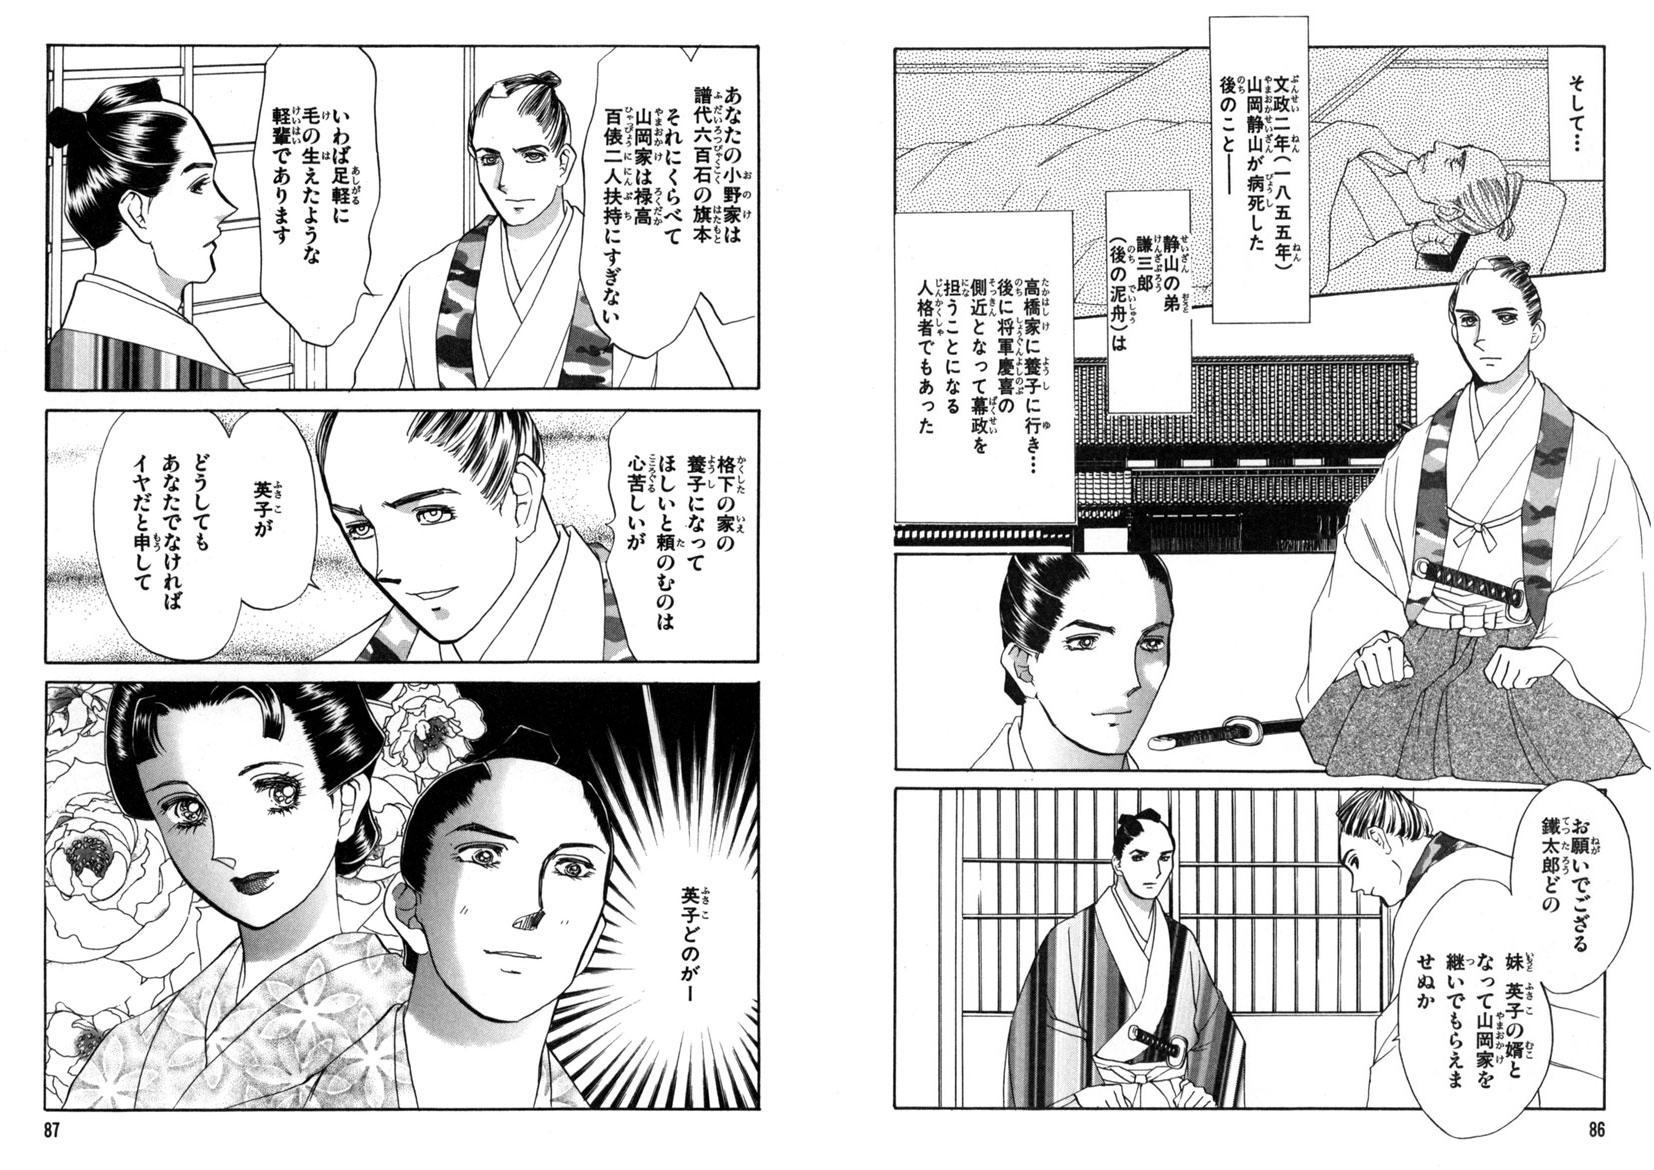 そして…
文政二年(一八五五年)
山岡静山が病死した
後のこと――
静山の弟
謙三郎
(後の泥舟)は
高橋家に養子に行き…
後に将軍慶喜の
側近となって幕政を
担うことになる
人格者でもあった
お願いでござる
鐵太郎どの
妹 英子の婿と
なって山岡家を
継いでもらえま
せぬか
86
あなたの小野家は
譜代六百石の旗本
それにくらべて
山岡家は禄高
百俵二人扶持にすぎない
いわば足軽に
毛の生えたような
軽輩であります
格下の家の
養子になって
ほしいと頼のむのは
心苦しいが
英子が
どうしても
あなたでなければ
イヤだと申して
英子どのがー
87